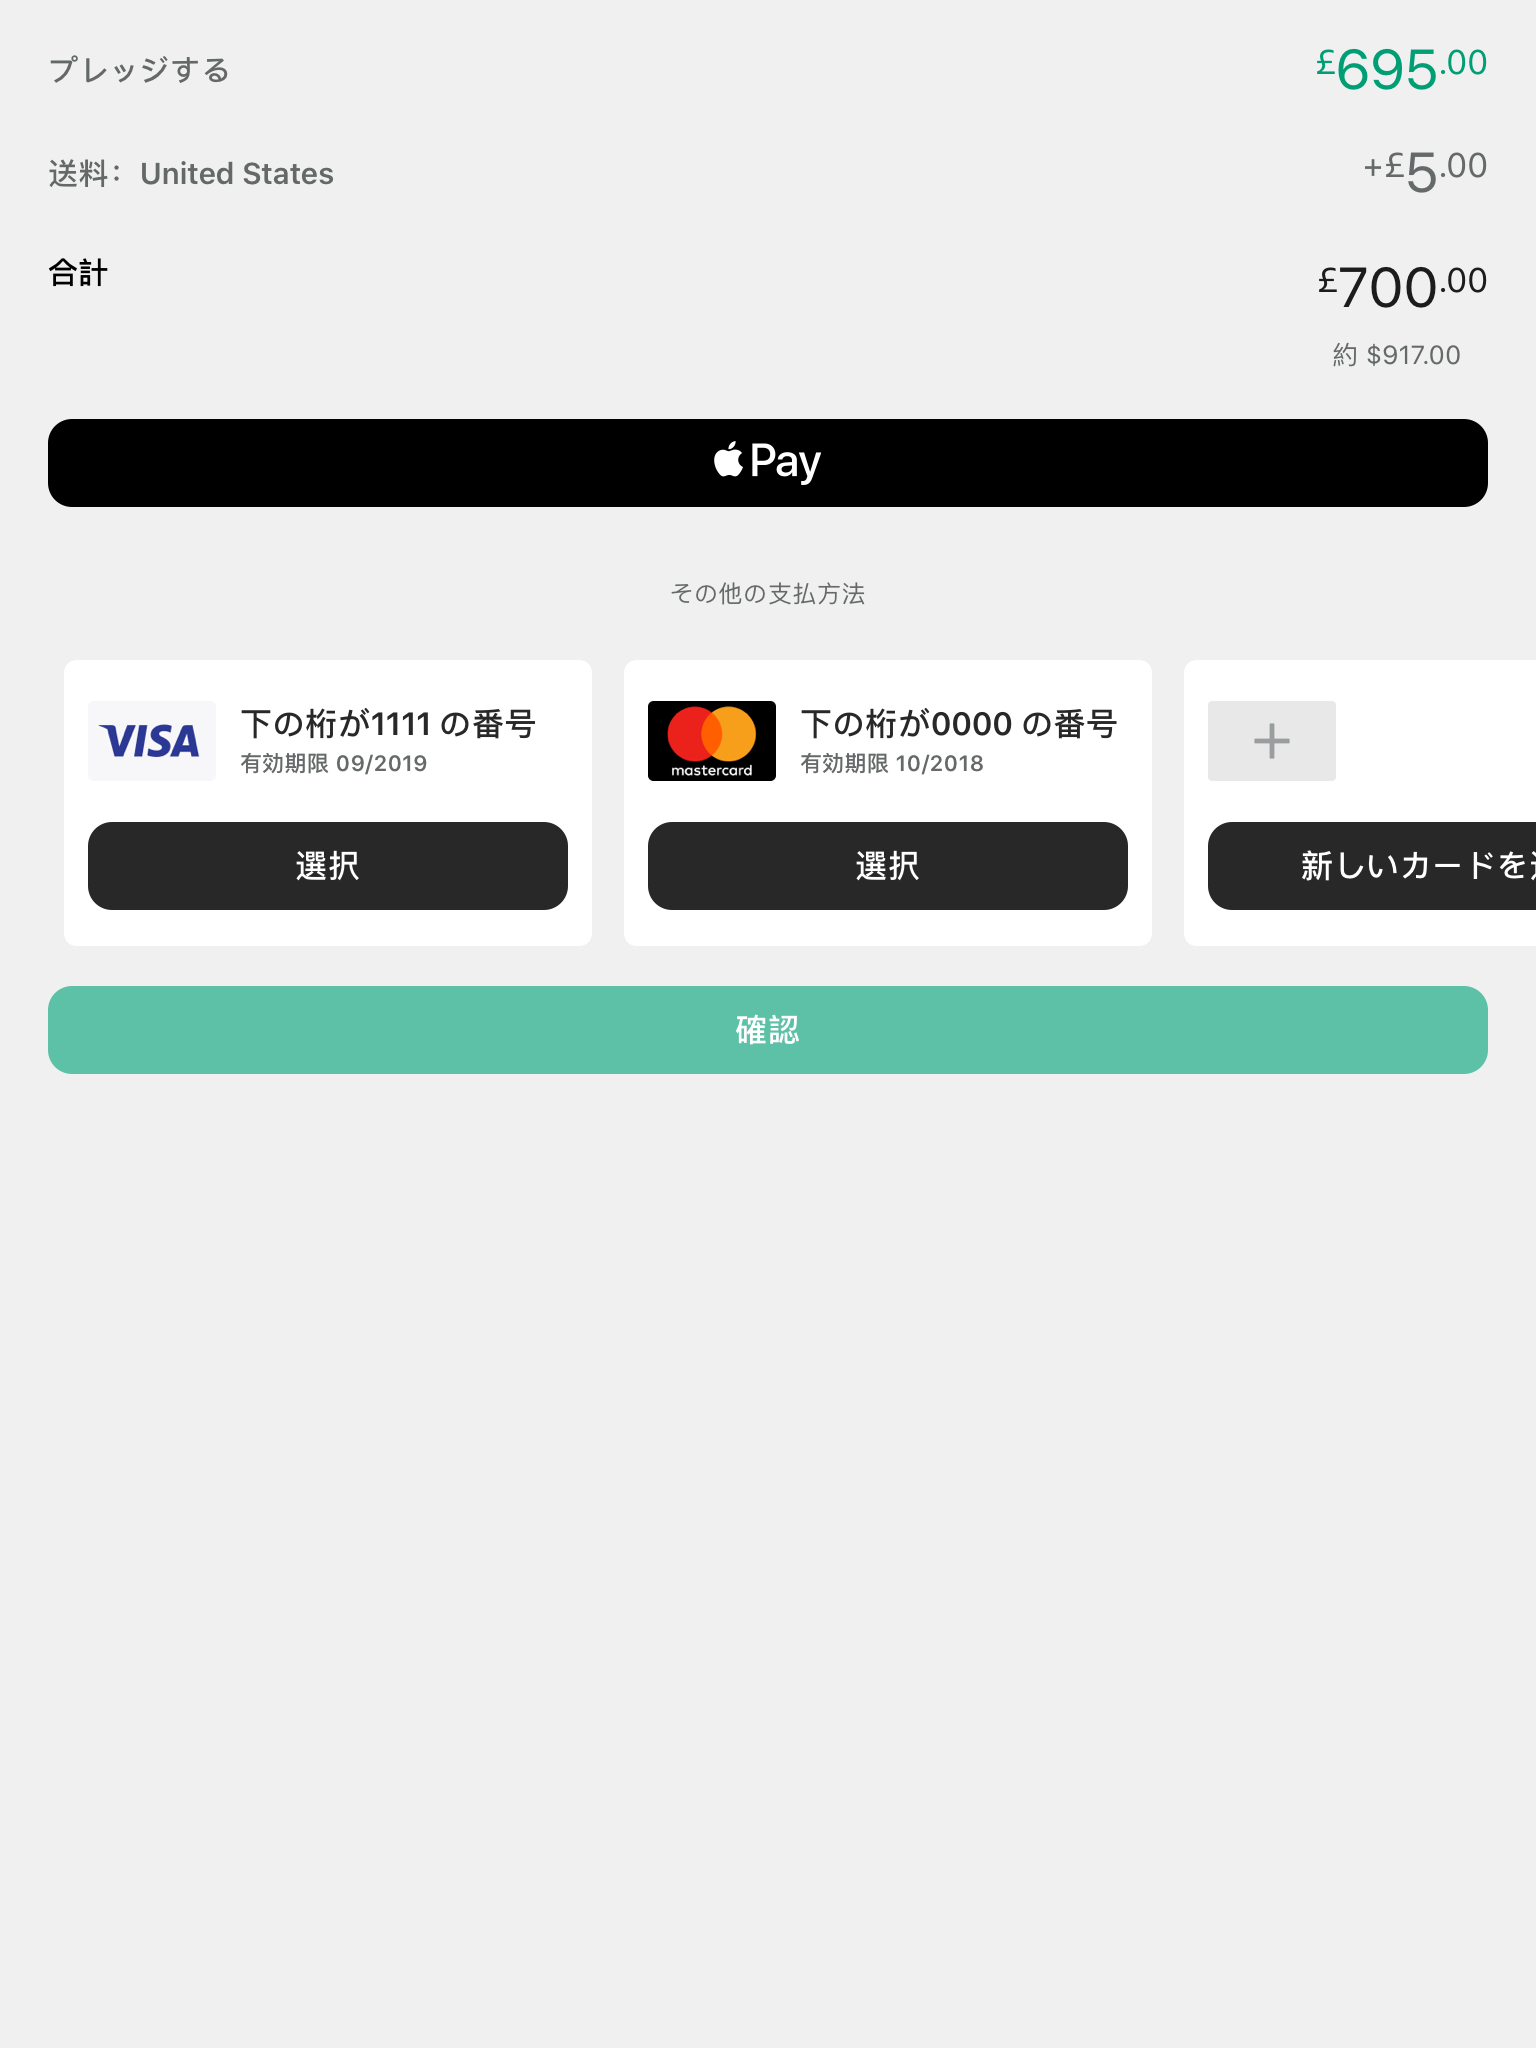 プレッジする £695.00
送料： United States +£5.00
合計 £700.00
約 $917.00
Pay
その他の支払方法
VISA 下の桁が1111 の番号
有効期限 09/2019
選択
mastercard 下の桁が0000 の番号
有効期限 10/2018
選択
新しいカードを
確認